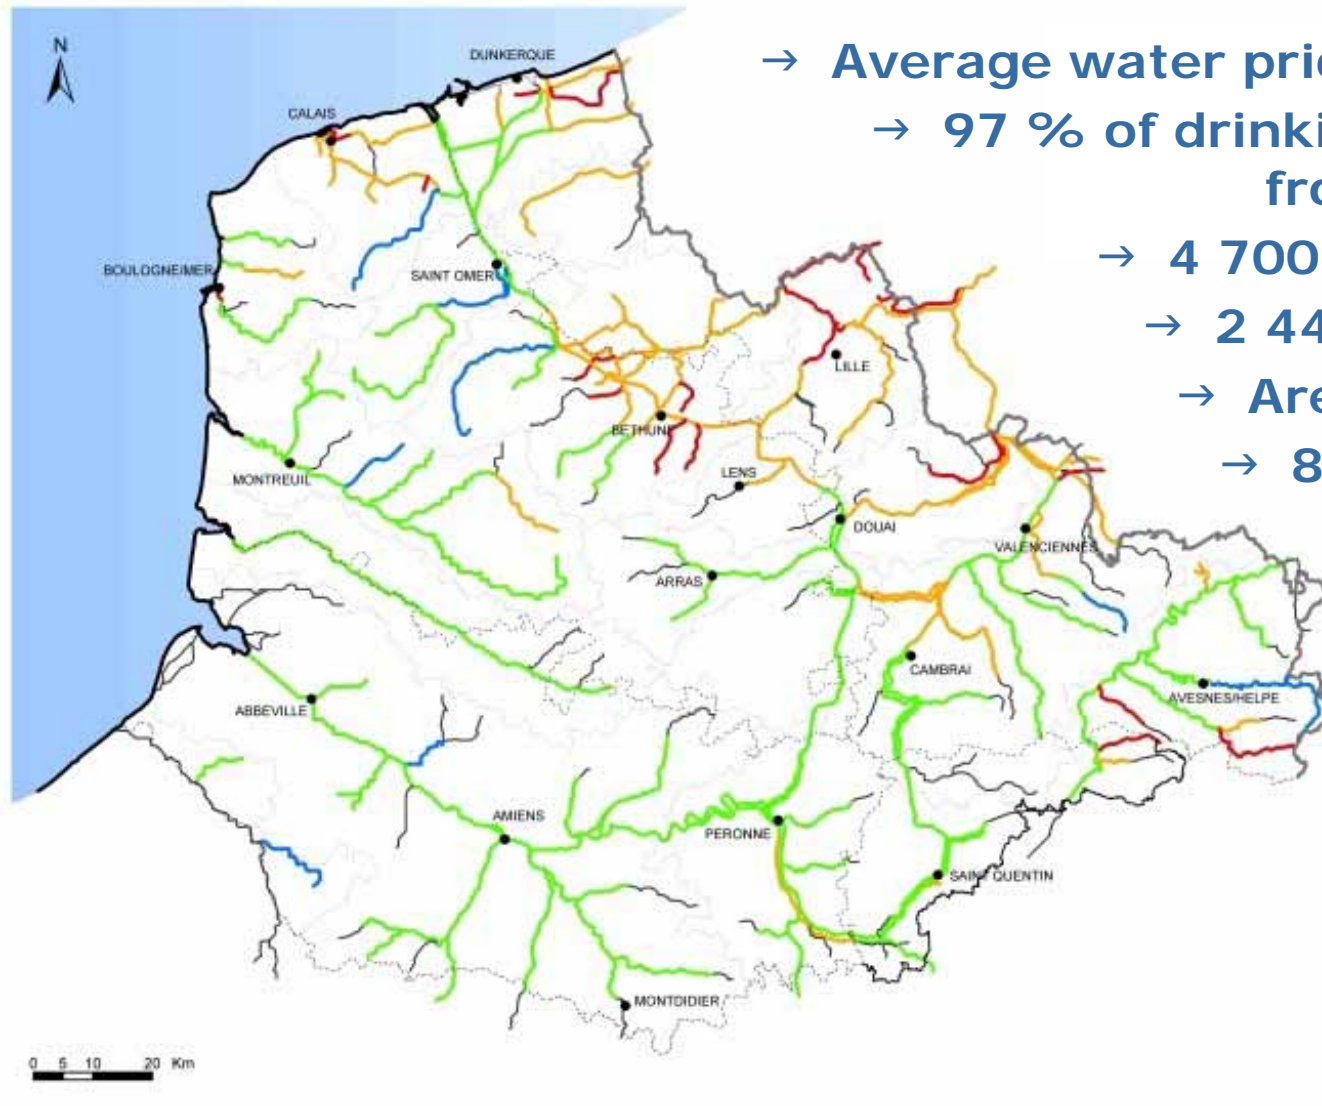 N
DUNKERQUE
CALAIS
BOULOGNE/MER
SAINT OMER
LILLE
BETHUNE
MONTREUIL
LENS
DOUAI
VALENCIENNES
ARRAS
CAMBRAI
AVESNES/HELPE
ABBEVILLE
AMIENS
PERONNE
SAINT QUENTIN
MONTDIDIER
0 5 10 20 Km
→ Average water pri
→ 97 % of drinki
fro
→ 4 700
→ 2 44
→ Are
→ 8